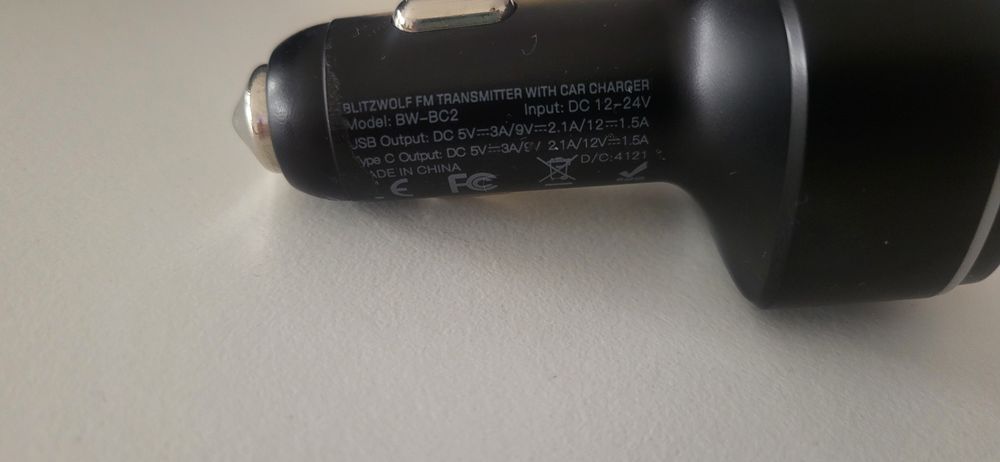 BLITZWOLF FM TRANSMITTER WITH CAR CHARGER
Model: BW-BC2 Input: DC 12-24V
USB Output: DC 5V⎓3A/9V⎓2.1A/12⎓1.5A
Type C Output: DC 5V⎓3A/9V 2.1A/12V⎓1.5A
MADE IN CHINA
CE FC D/C:4121